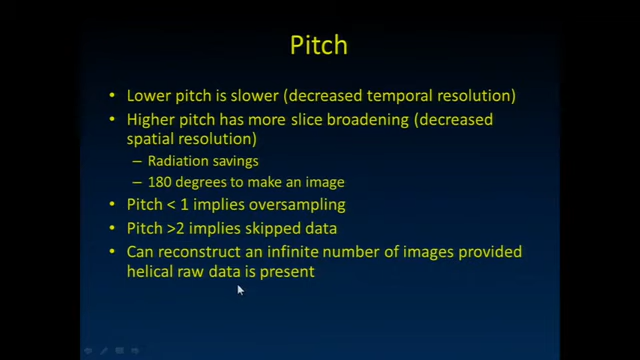 Pitch
• Lower pitch is slower (decreased temporal resolution)
• Higher pitch has more slice broadening (decreased
spatial resolution)
– Radiation savings
– 180 degrees to make an image
• Pitch < 1 implies oversampling
• Pitch >2 implies skipped data
• Can reconstruct an infinite number of images provided
helical raw data is present